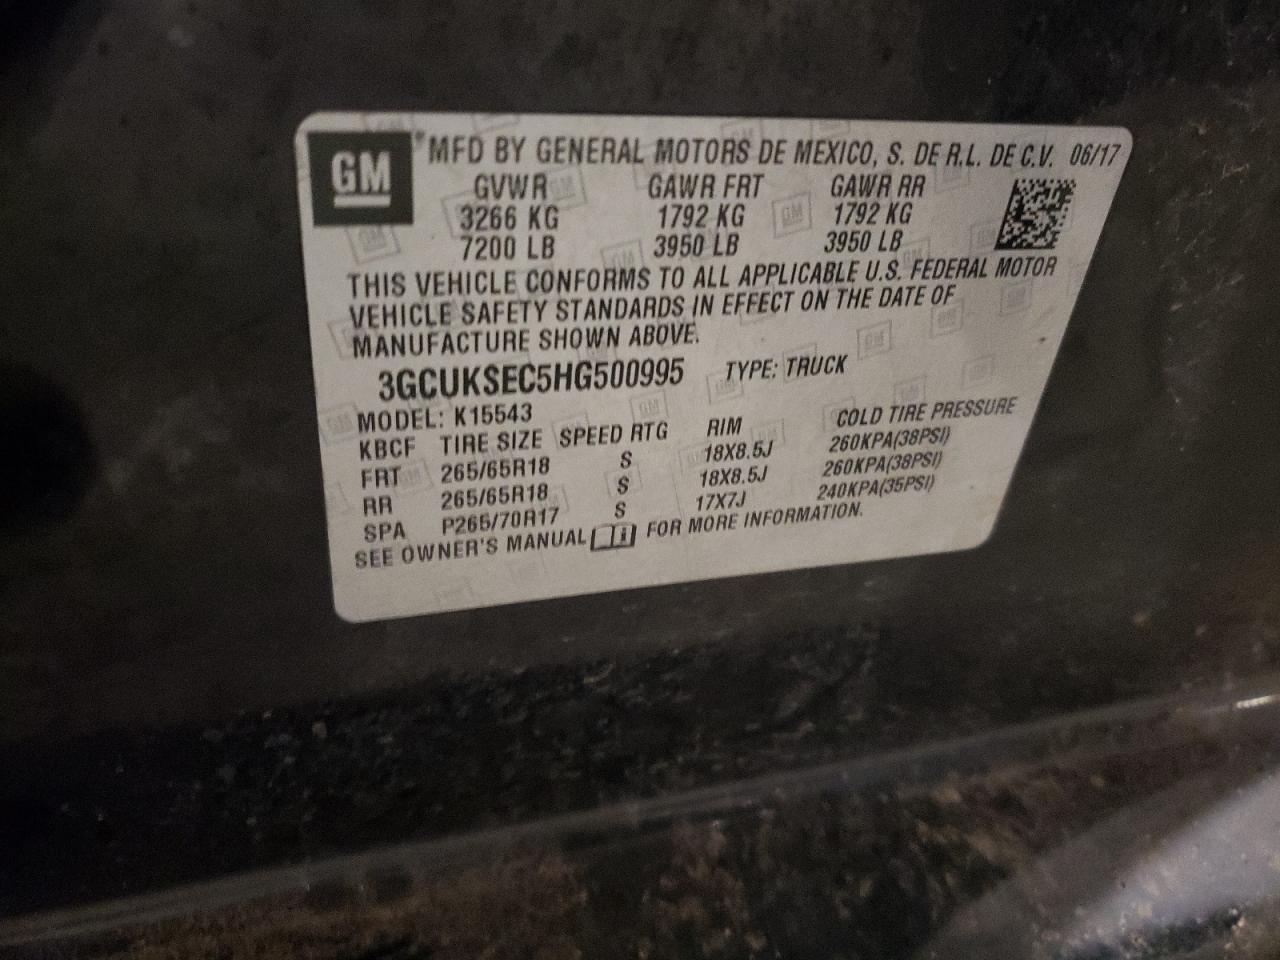 GM
*MFD BY GENERAL MOTORS DE MEXICO, S. DE R.L. DE C.V. 06/17
GVWR GAWR FRT GAWR RR
3266 KG 1792 KG 1792 KG
7200 LB 3950 LB 3950 LB
THIS VEHICLE CONFORMS TO ALL APPLICABLE U.S. FEDERAL MOTOR
VEHICLE SAFETY STANDARDS IN EFFECT ON THE DATE OF
MANUFACTURE SHOWN ABOVE.
3GCUKSEC5HG500995 TYPE: TRUCK
MODEL: K15543
KBCF TIRE SIZE SPEED RTG RIM COLD TIRE PRESSURE
FRT 265/65R18 S 18X8.5J 260KPA(38PSI)
RR 265/65R18 S 18X8.5J 260KPA(38PSI)
SPA P265/70R17 S 17X7J 240KPA(35PSI)
SEE OWNER'S MANUAL FOR MORE INFORMATION.